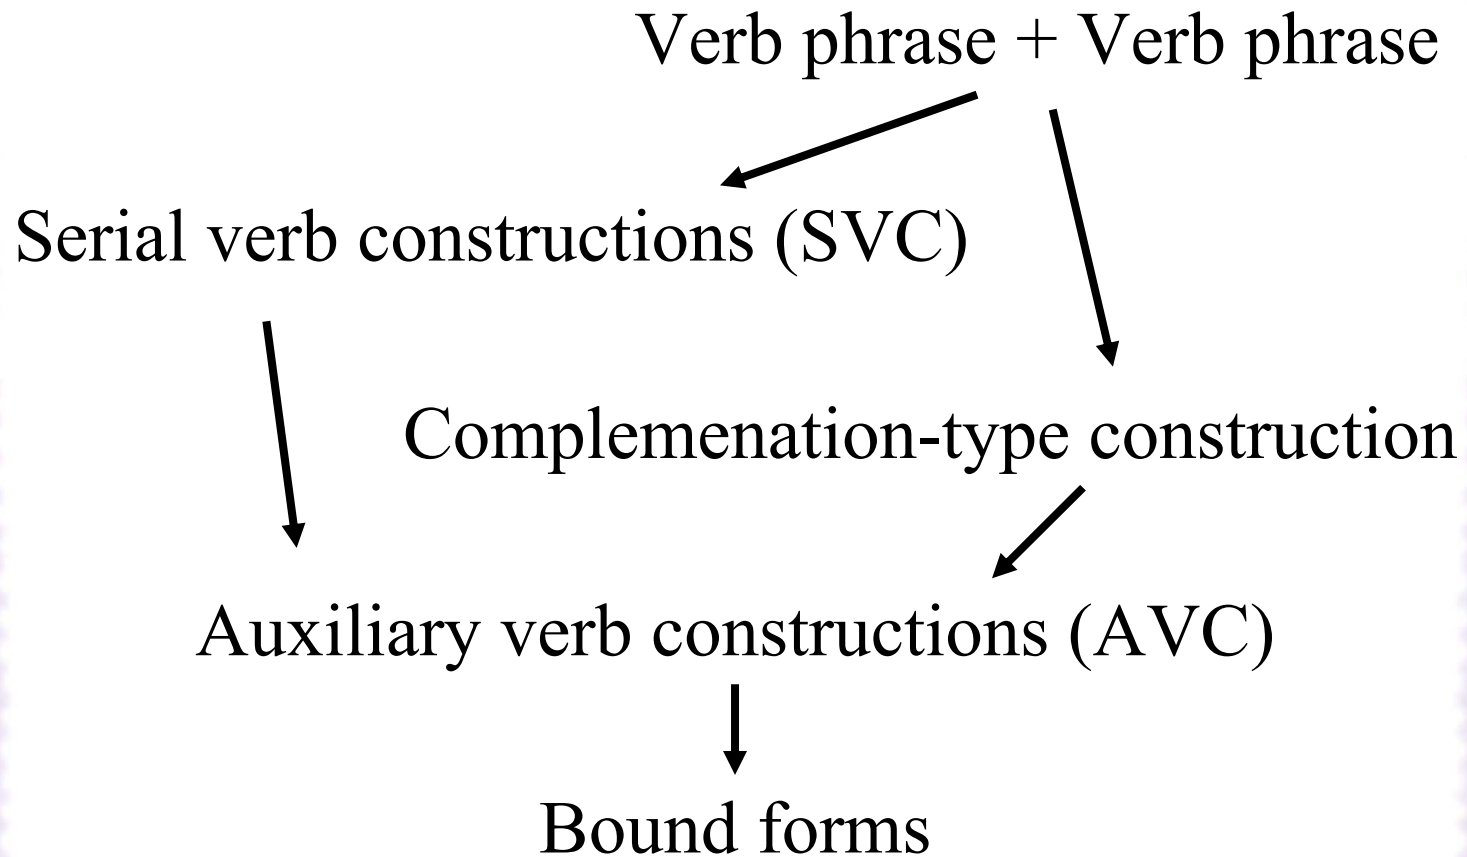 Verb phrase + Verb phrase
Serial verb constructions (SVC)
Complemenation-type construction
Auxiliary verb constructions (AVC)
Bound forms